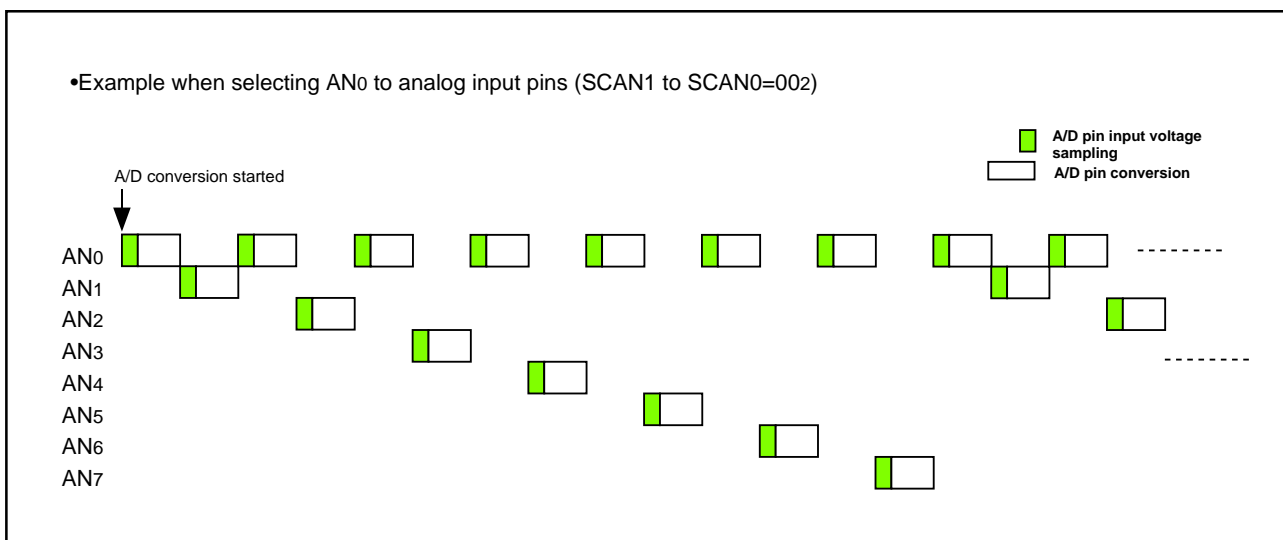 •Example when selecting AN0 to analog input pins (SCAN1 to SCAN0=002)
A/D pin input voltage
sampling
A/D pin conversion
A/D conversion started
AN0
AN1
AN2
AN3
AN4
AN5
AN6
AN7